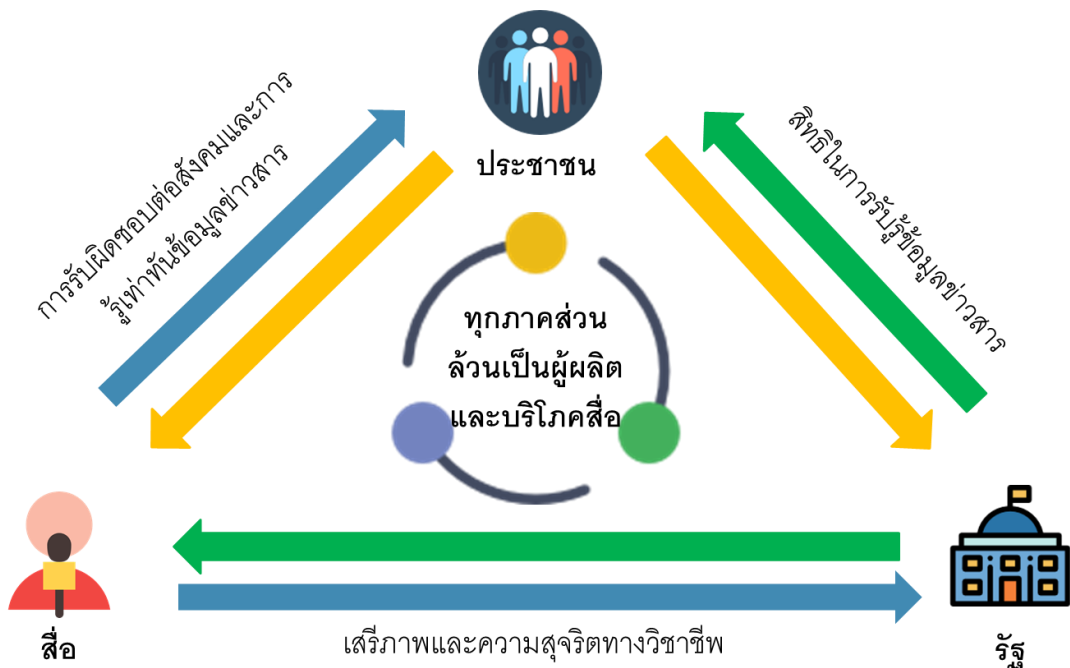 ประชาชน
การรับผิดชอบต่อสังคมและการ
รู้เท่าทันข้อมูลข่าวสาร
สิทธิในการรับรู้ข้อมูลข่าวสาร
ทุกภาคส่วน
ล้วนเป็นผู้ผลิต
และบริโภคสื่อ
สื่อ
เสรีภาพและความสุจริตทางวิชาชีพ
รัฐ